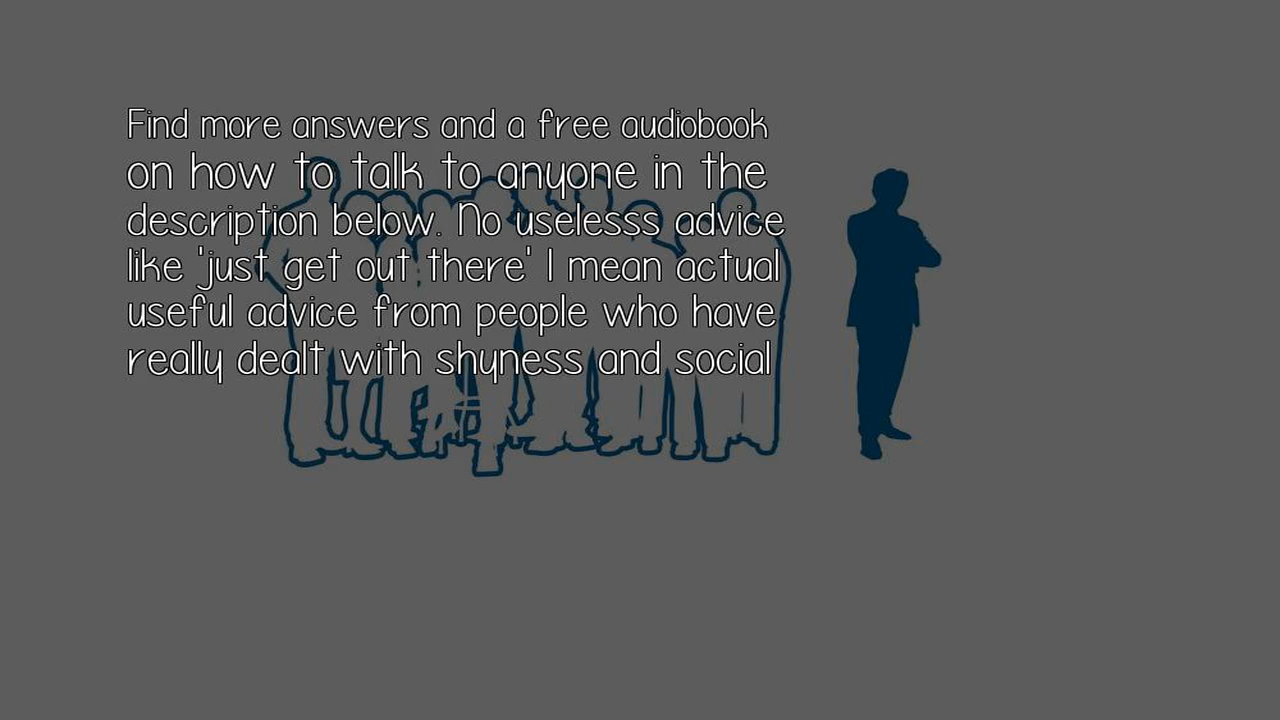 Find more answers and a free audiobook
on how to talk to anyone in the
description below. No uselesss advice
like 'just get out there' I mean actual
useful advice from people who have
really dealt with shyness and social